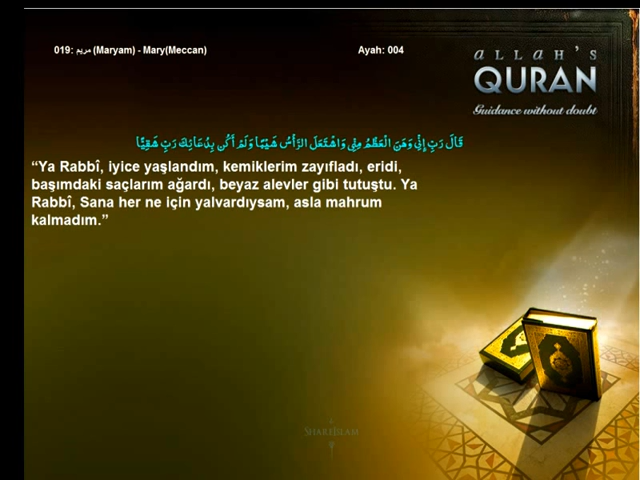 019: مريم (Maryam) - Mary(Meccan) Ayah: 004
ALLAH'S
QURAN
Guidance without doubt
قَالَ رَبِّ إِنِّي وَهَنَ الْعَظْمُ مِنِّي وَاشْتَعَلَ الرَّأْسُ شَيْبًا وَلَمْ أَكُن بِدُعَائِكَ رَبِّ شَقِيًّا
“Ya Rabbî, iyice yaşlandım, kemiklerim zayıfladı, eridi,
başımdaki saçlarım ağardı, beyaz alevler gibi tutuştu. Ya
Rabbî, Sana her ne için yalvardıysam, asla mahrum
kalmadım.”
SHAREISLAM